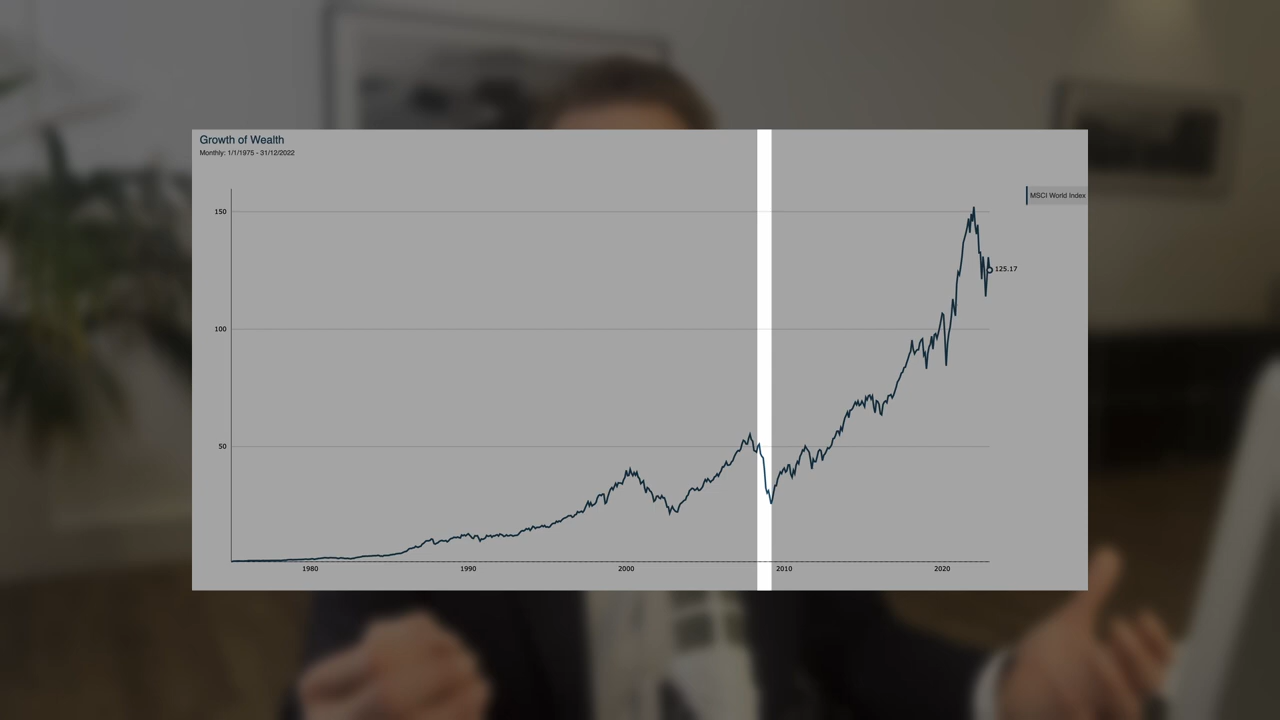 Growth of Wealth
Monthly: 1/1/1975 - 31/12/2022
MSCI World Index
150
125.17
100
50
1980 1990 2000 2010 2020